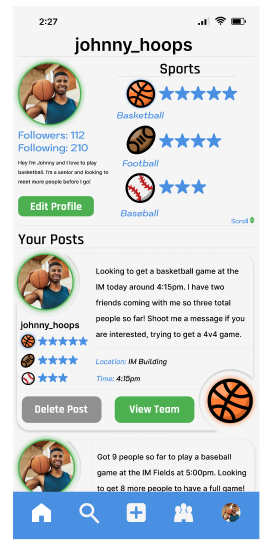 2:27
johnny_hoops
Sports
Basketball
Football
Baseball
Followers: 112
Following: 210
Hey I'm Johnny and I love to play
basketball. I'm a senior and looking to
meet more people before I go!
Edit Profile
Scroll
Your Posts
johnny_hoops
Looking to get a basketball game at the
IM today around 4:15pm. I have two
friends coming with me so three total
people so far! Shoot me a message if you
are interested, trying to get a 4v4 game.
Location: IM Building
Time: 4:15pm
Delete Post
View Team
Got 9 people so far to play a baseball
game at the IM Fields at 5:00pm. Looking
to get 8 more people to have a full game!